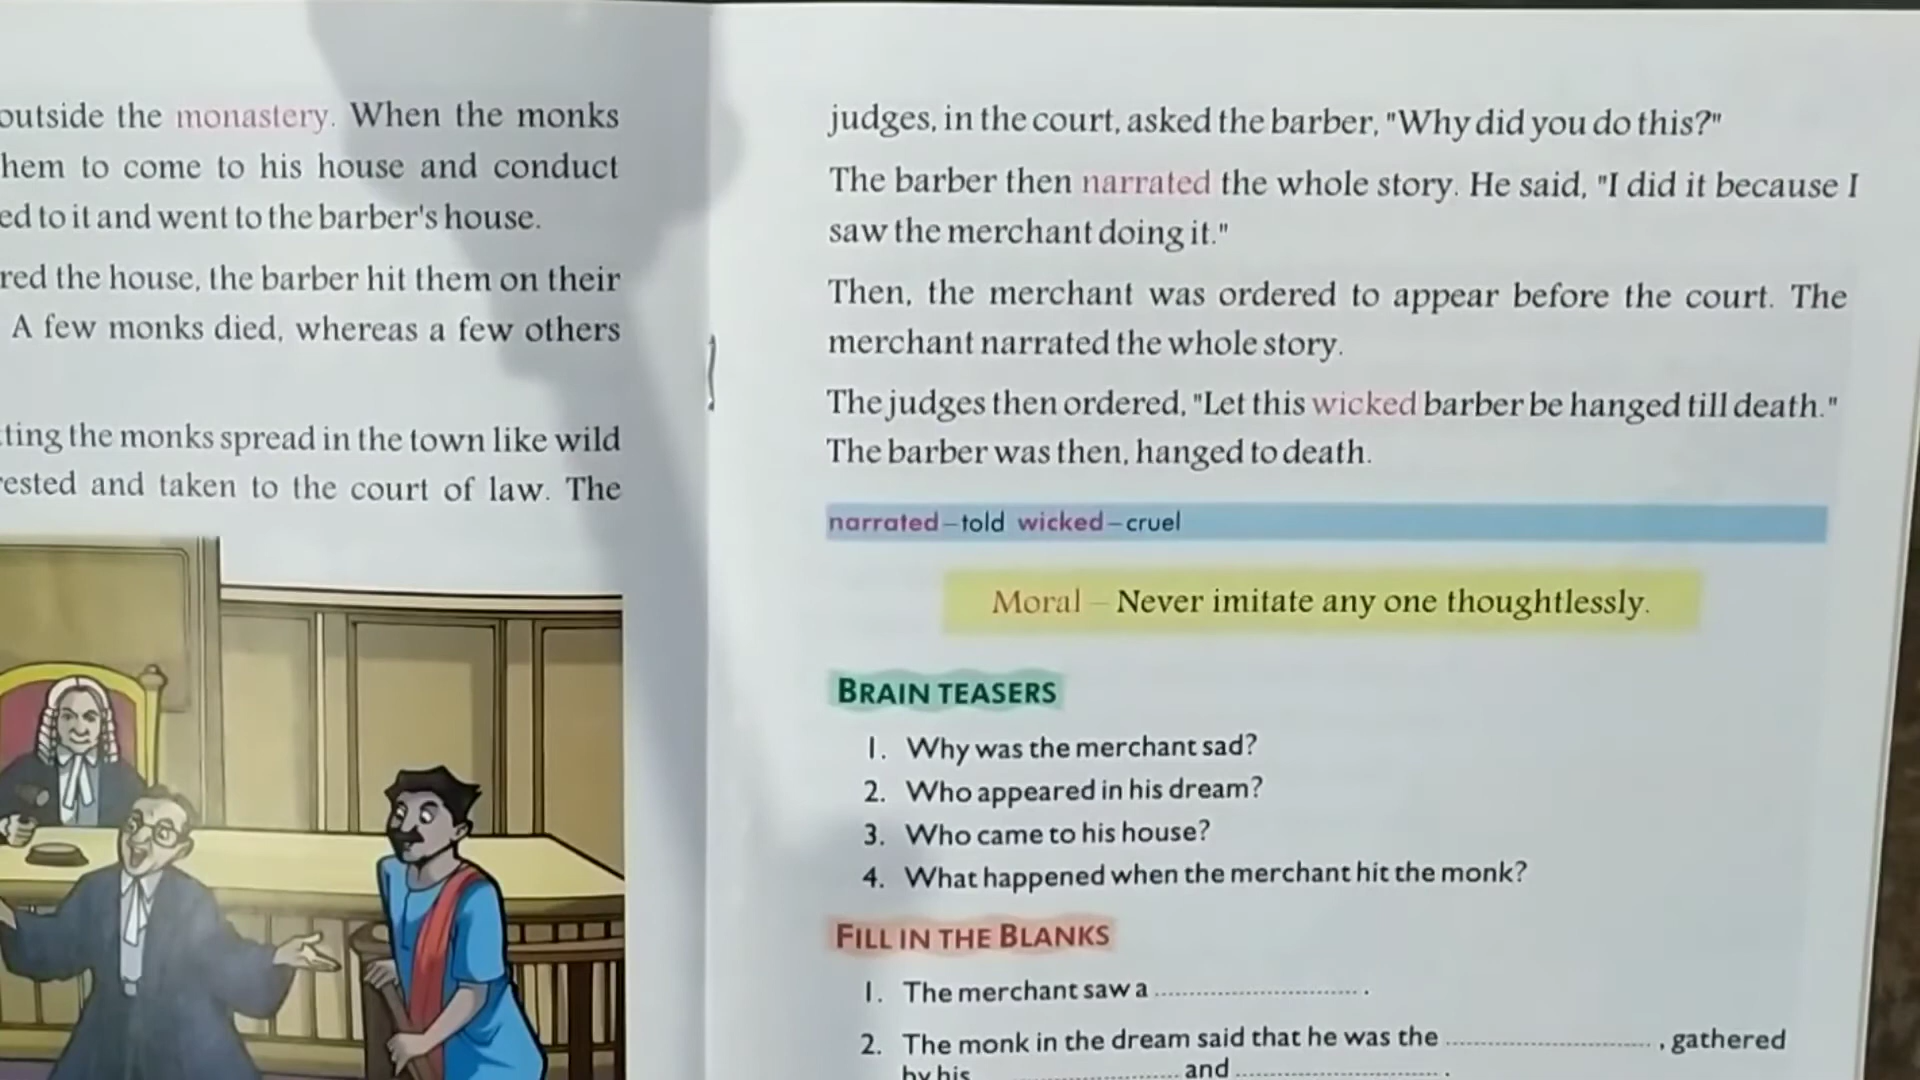 outside the monastery. When the monks
hem to come to his house and conduct
ed to it and went to the barber's house.
red the house, the barber hit them on their
A few monks died, whereas a few others
ting the monks spread in the town like wild
ested and taken to the court of law. The
judges, in the court, asked the barber, "Why did you do this?"
The barber then narrated the whole story. He said, "I did it because I
saw the merchant doing it."
Then, the merchant was ordered to appear before the court. The
merchant narrated the whole story.
The judges then ordered, "Let this wicked barber be hanged till death."
The barber was then, hanged to death.
narrated – told wicked – cruel
Moral – Never imitate any one thoughtlessly.
BRAIN TEASERS
1. Why was the merchant sad?
2. Who appeared in his dream?
3. Who came to his house?
4. What happened when the merchant hit the monk?
FILL IN THE BLANKS
1. The merchant saw a .............................. .
2. The monk in the dream said that he was the .............................. , gathered
by his .............................. and .............................. .